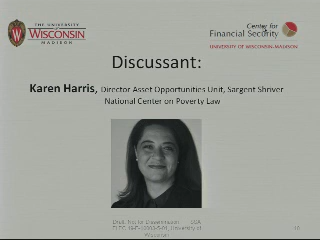 THE UNIVERSITY
of
WISCONSIN
MADISON
Center for
Financial Security
UNIVERSITY OF WISCONSIN-MADISON
Discussant:
Karen Harris, Director Asset Opportunities Unit, Sargent Shriver
National Center on Poverty Law